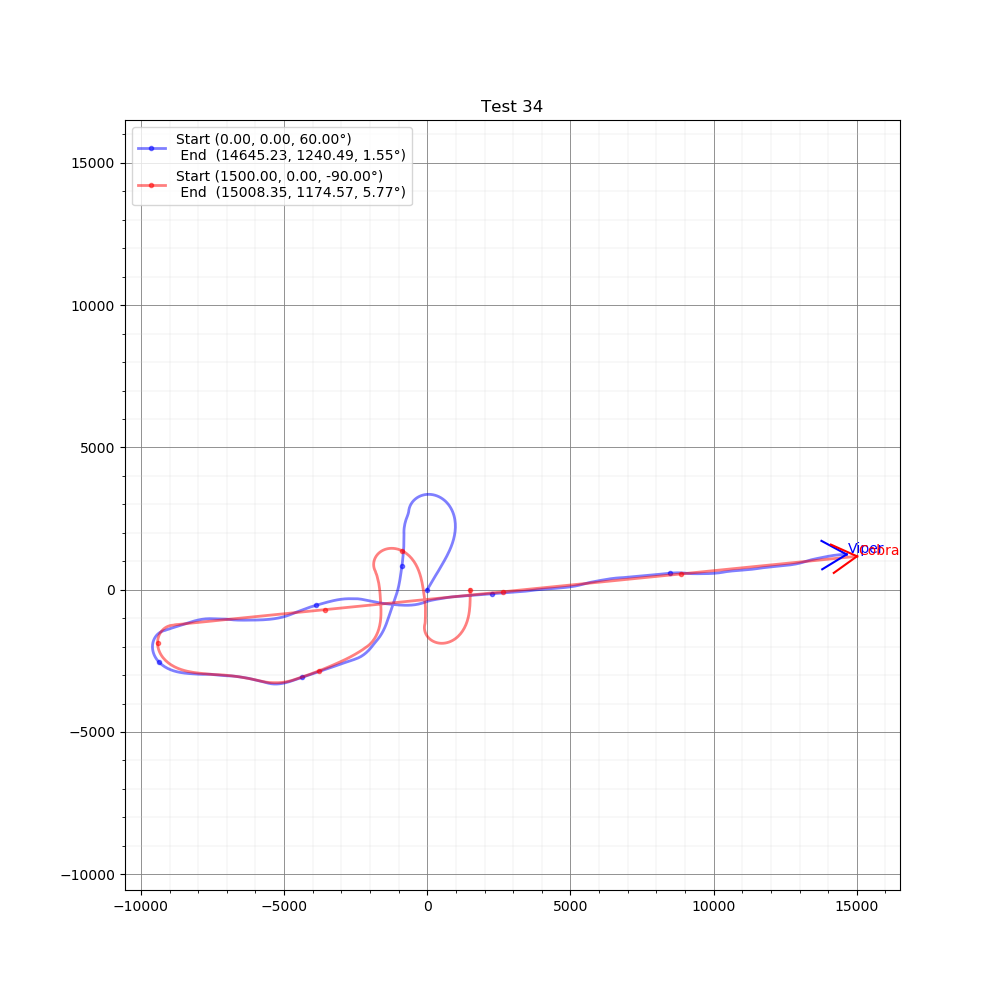 Test 34
Start (0.00, 0.00, 60.00°)
End  (14645.23, 1240.49, 1.55°)
Start (1500.00, 0.00, -90.00°)
End  (15008.35, 1174.57, 5.77°)
15000
10000
5000
0
−5000
−10000
Viper
Cobra
−10000
−5000
0
5000
10000
15000